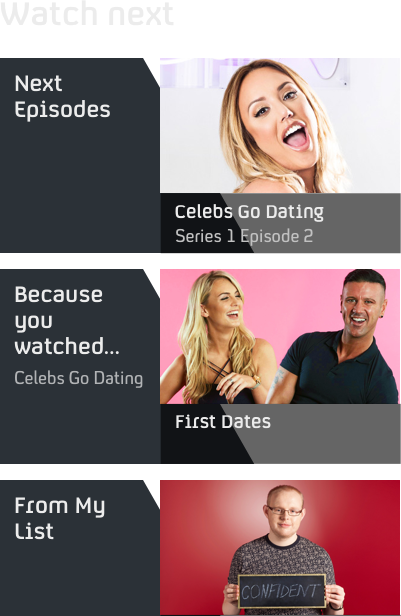 Watch next
Next
Episodes
Celebs Go Dating
Series 1 Episode 2
Because
you
watched...
Celebs Go Dating
First Dates
From My
List
CONFIDENT